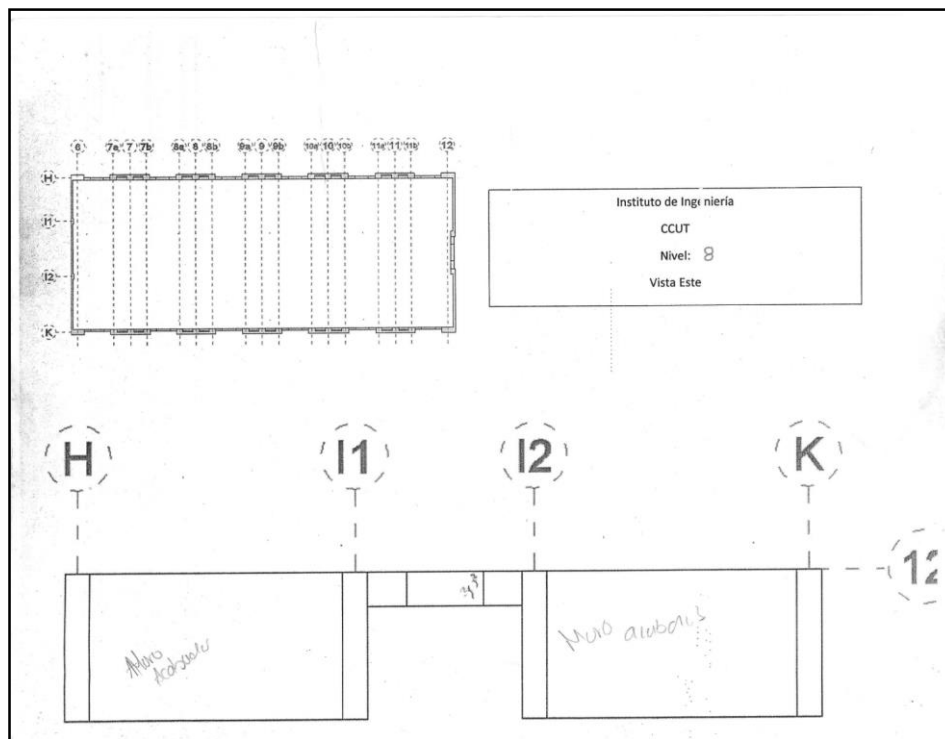 6 7a 7 7b 8a 8 8b 9a 9 9b 10a 10 10b 11a 11 11b 12
H
I1
I2
K
Instituto de Ingeniería
CCUT
Nivel: 8
Vista Este
H I1 I2 K
12
Muro
Acabado
Muro acabados